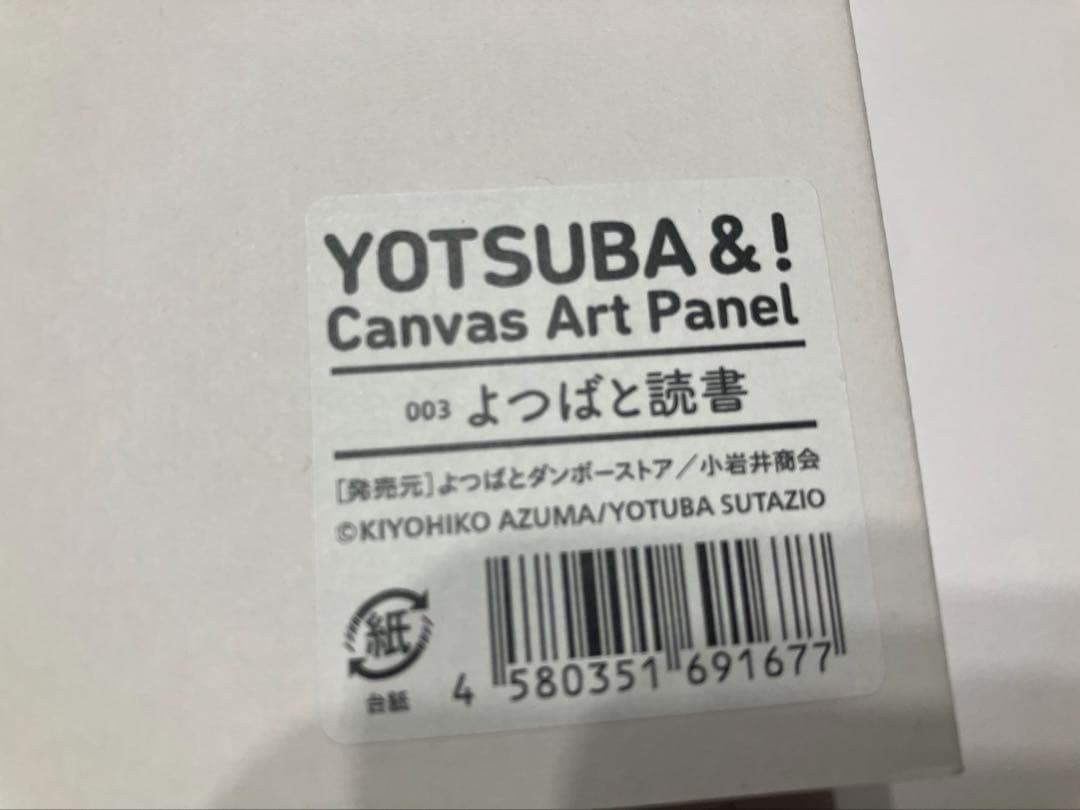 YOTSUBA&!
Canvas Art Panel
003 よつばと読書
[発売元]よつばとダンボーストア/小岩井商会
©KIYOHIKO AZUMA/YOTUBA SUTAZIO
紙
台紙
4 580351 691677